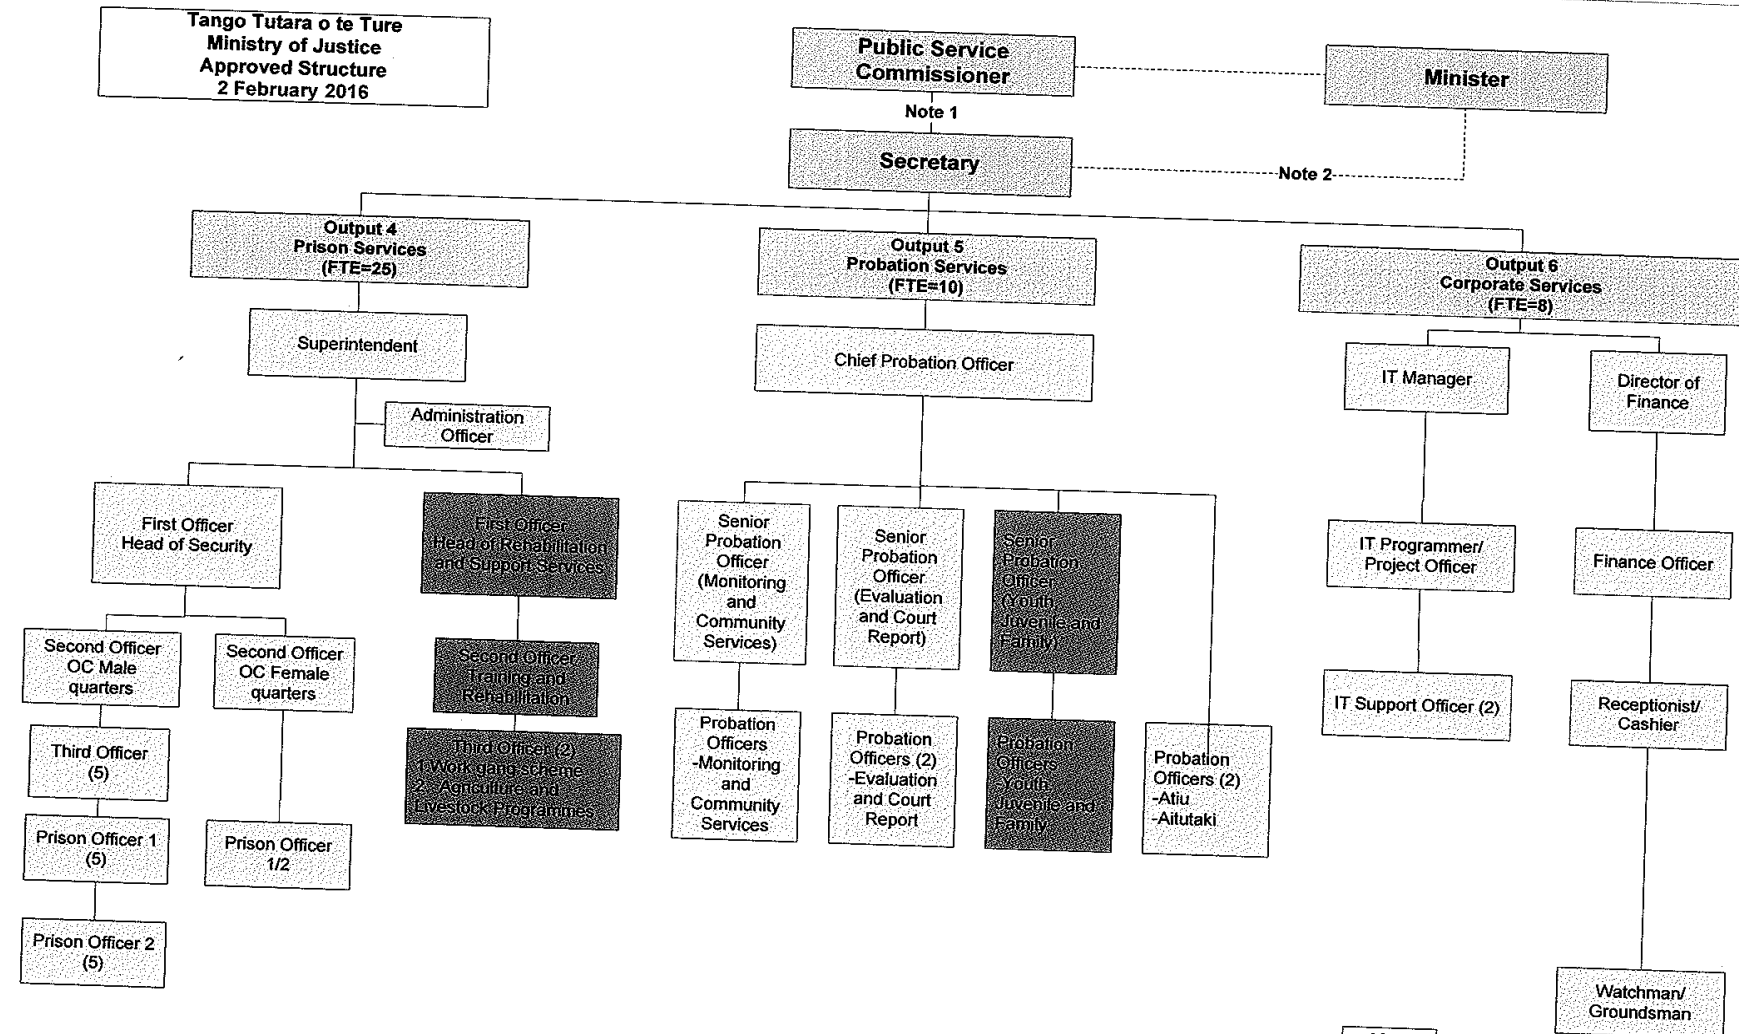 Tango Tutara o te Ture
Ministry of Justice
Approved Structure
2 February 2016
Public Service
Commissioner
Minister
Note 1
Secretary
Note 2
Output 4
Prison Services
(FTE=25)
Output 5
Probation Services
(FTE=10)
Output 6
Corporate Services
(FTE=8)
Superintendent
Administration
Officer
First Officer
Head of Security
First Officer
Head of Rehabilitation
and Support Services
Second Officer
OC Male
quarters
Second Officer
OC Female
quarters
Second Officer
Training and
Rehabilitation
Third Officer
(5)
Third Officer (2)
1 Work gang scheme
2 Agriculture and
Livestock Programmes
Prison Officer 1
(5)
Prison Officer
1/2
Prison Officer 2
(5)
Chief Probation Officer
Senior
Probation
Officer
(Monitoring
and
Community
Services)
Senior
Probation
Officer
(Evaluation
and Court
Report)
Senior
Probation
Officer
(Youth,
Juvenile and
Family)
Probation
Officers
-Monitoring
and
Community
Services
Probation
Officers (2)
-Evaluation
and Court
Report
Probation
Officers
-Youth
Juvenile and
Family
Probation
Officers (2)
-Atiu
-Aitutaki
IT Manager
Director of
Finance
IT Programmer/
Project Officer
Finance Officer
IT Support Officer (2)
Receptionist/
Cashier
Watchman/
Groundsman